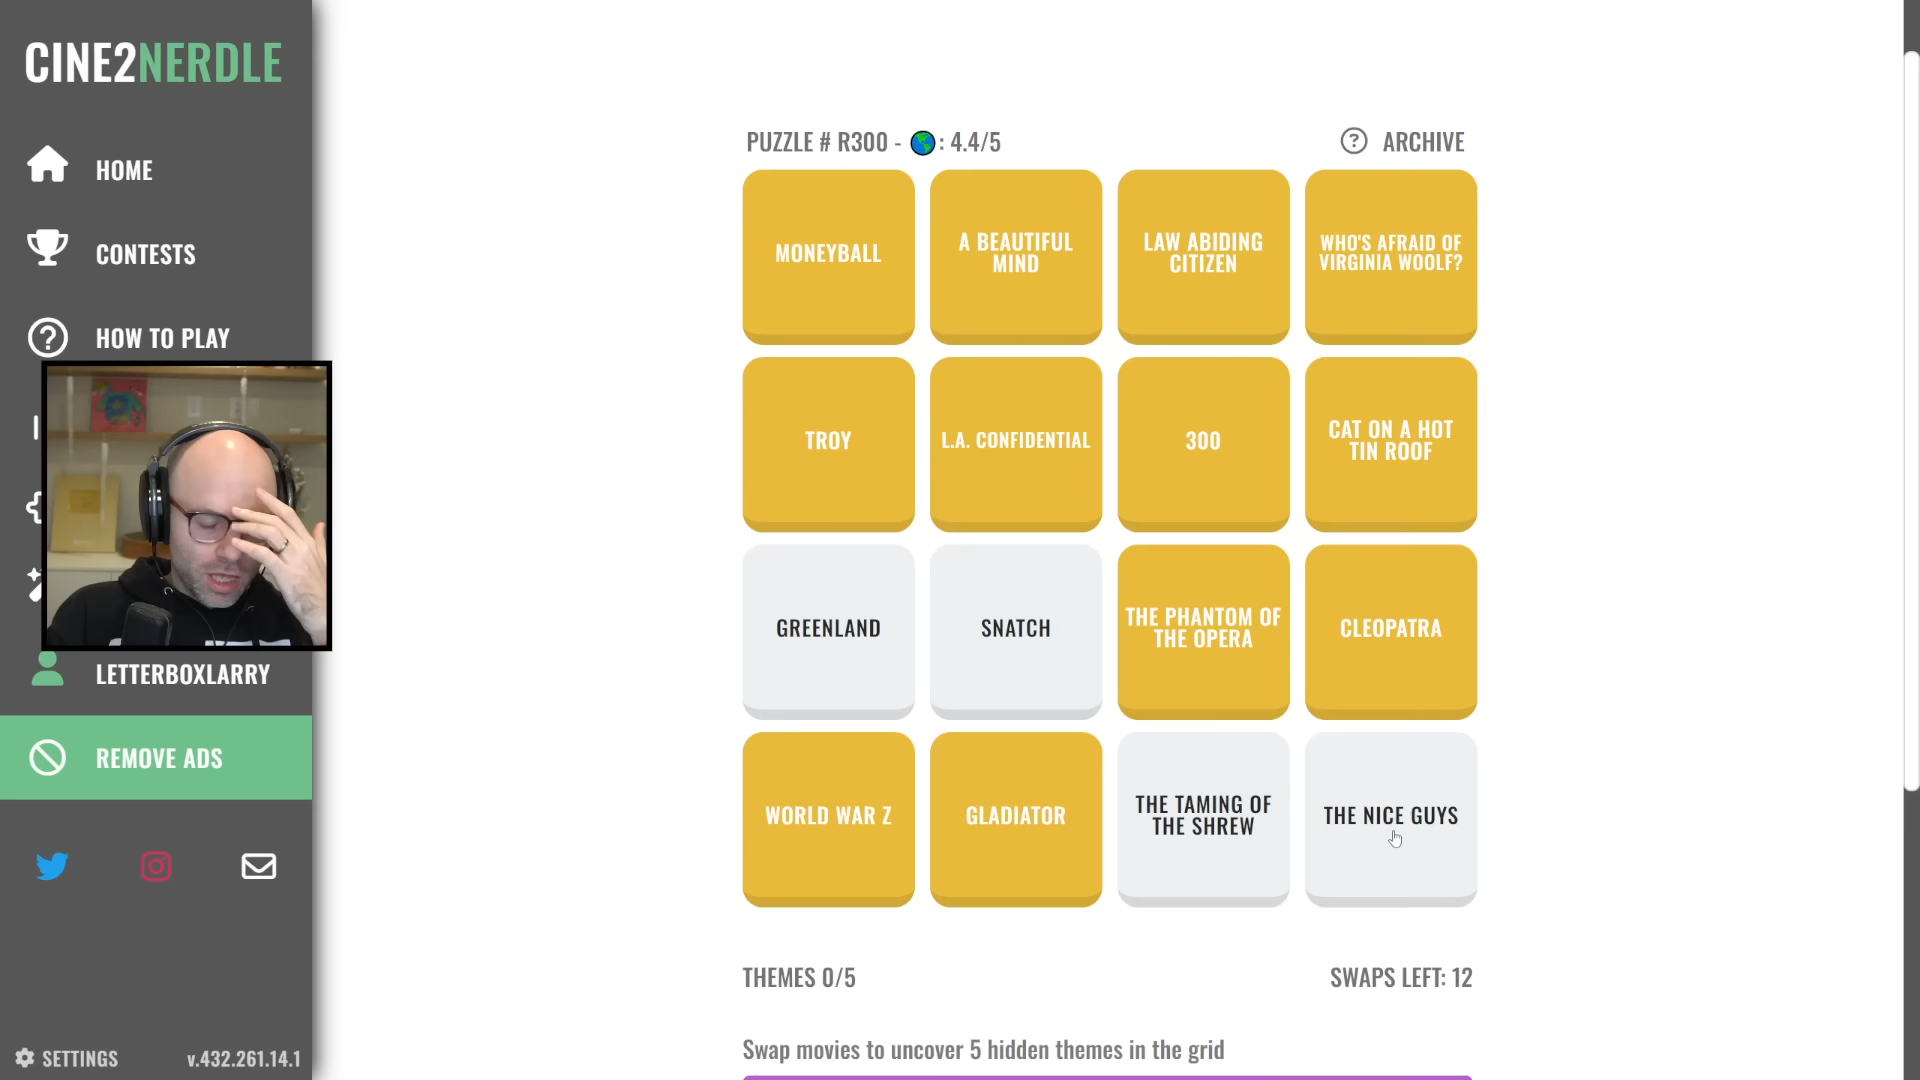 CINE2NERDLE
HOME
CONTESTS
HOW TO PLAY
LETTERBOXLARRY
REMOVE ADS
SETTINGS
v.432.261.14.1
PUZZLE # R300 - 🌎: 4.4/5
ARCHIVE
MONEYBALL
A BEAUTIFUL
MIND
LAW ABIDING
CITIZEN
WHO'S AFRAID OF
VIRGINIA WOOLF?
TROY
L.A. CONFIDENTIAL
300
CAT ON A HOT
TIN ROOF
GREENLAND
SNATCH
THE PHANTOM OF
THE OPERA
CLEOPATRA
WORLD WAR Z
GLADIATOR
THE TAMING OF
THE SHREW
THE NICE GUYS
THEMES 0/5
SWAPS LEFT: 12
Swap movies to uncover 5 hidden themes in the grid